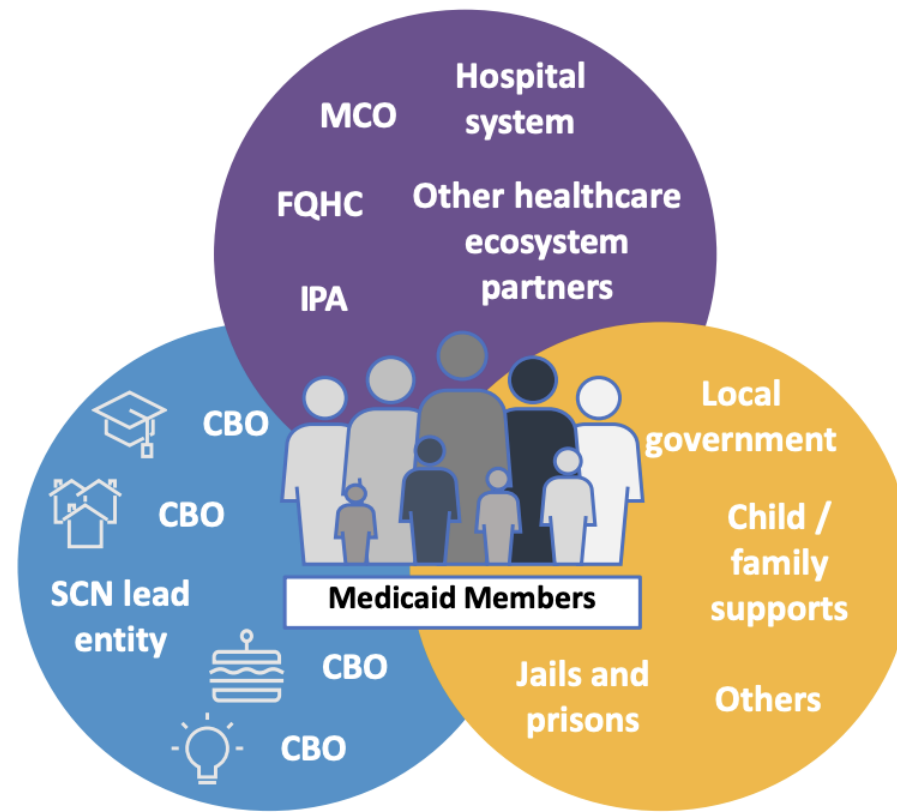 MCO
Hospital
system
FQHC
Other healthcare
ecosystem
partners
IPA
CBO
CBO
SCN lead
entity
CBO
CBO
Medicaid Members
Local
government
Child /
family
supports
Jails and
prisons
Others